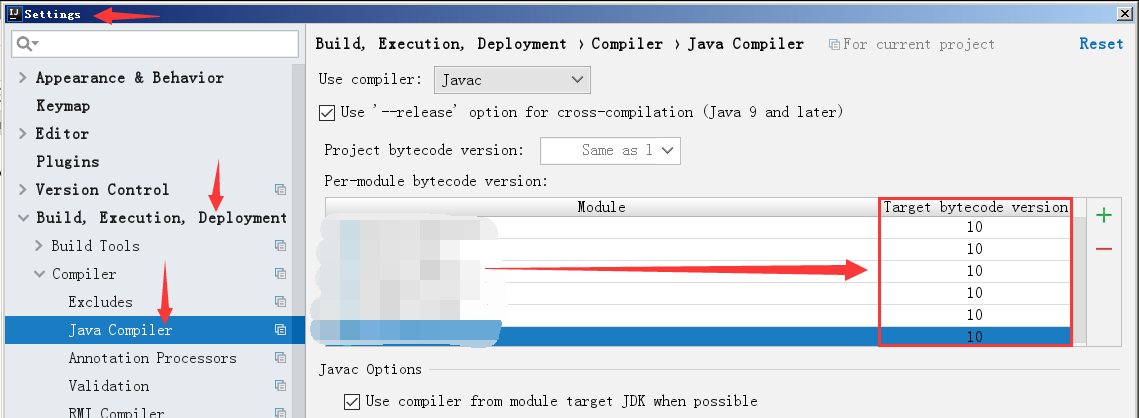 IJ Settings
Appearance & Behavior
Keymap
Editor
Plugins
Version Control
Build, Execution, Deployment
Build Tools
Compiler
Excludes
Java Compiler
Annotation Processors
Validation
RMI Compiler
Build, Execution, Deployment › Compiler › Java Compiler
For current project
Reset
Use compiler: Javac
Use '--release' option for cross-compilation (Java 9 and later)
Project bytecode version: Same as l
Per-module bytecode version:
Module Target bytecode version
10
10
10
10
10
10
Javac Options
Use compiler from module target JDK when possible